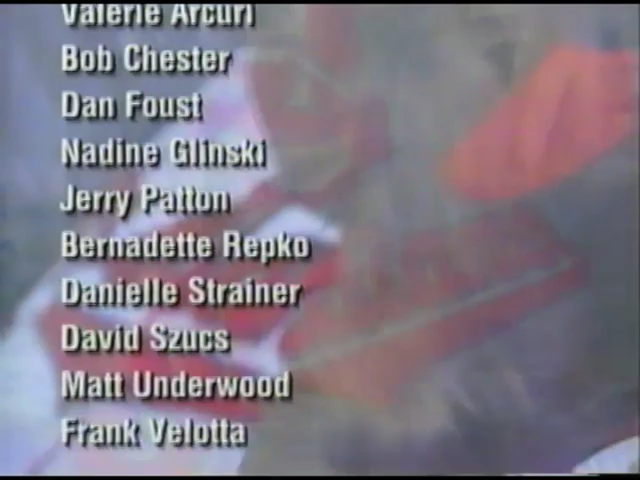 Valerie Arcuri
Bob Chester
Dan Foust
Nadine Glinski
Jerry Patton
Bernadette Repko
Danielle Strainer
David Szucs
Matt Underwood
Frank Velotta